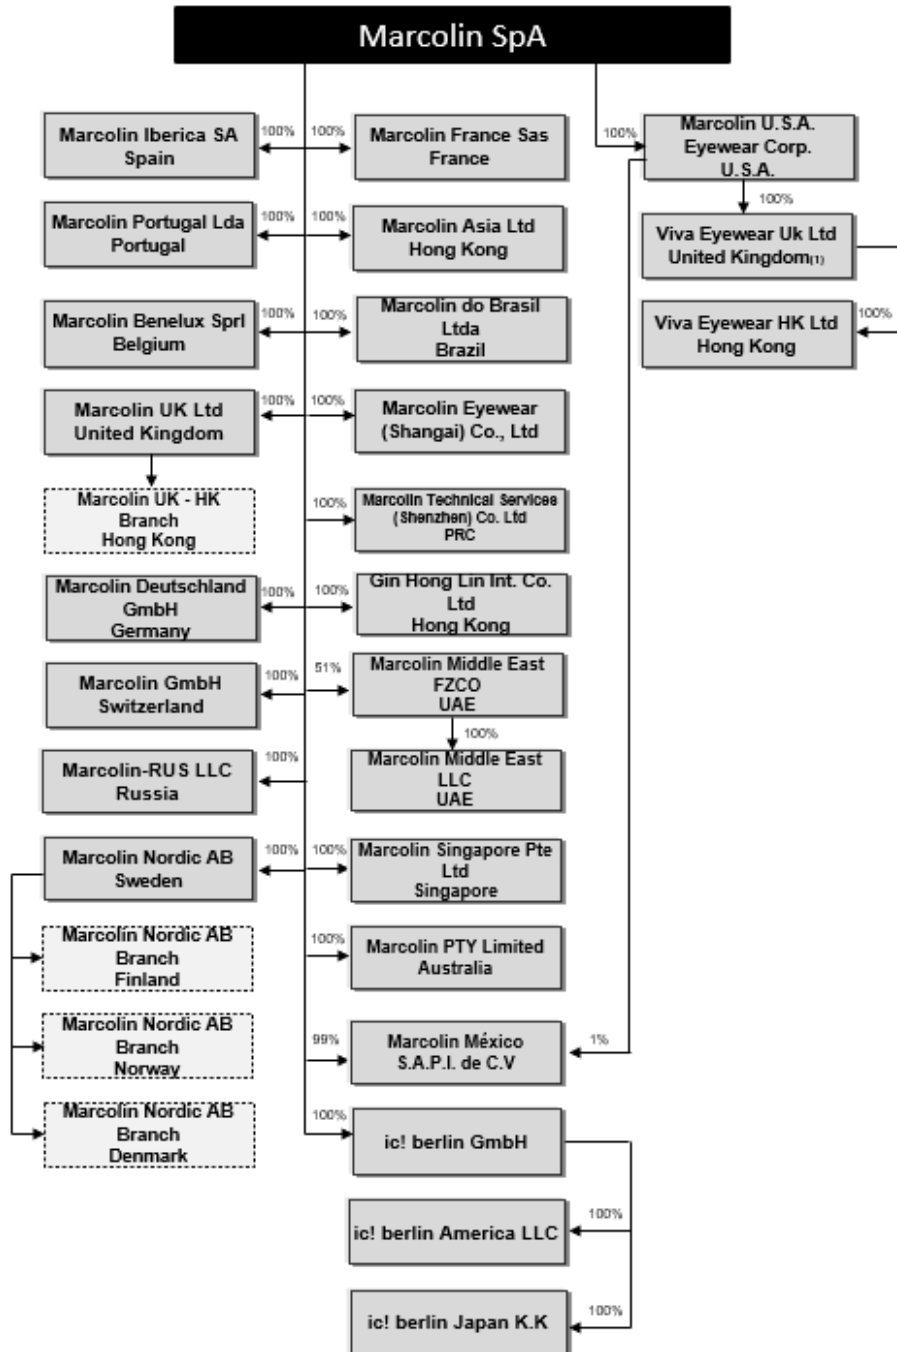 Marcolin SpA
Marcolin Iberica SA
Spain
100%
100%
Marcolin France Sas
France
100%
Marcolin U.S.A.
Eyewear Corp.
U.S.A.
100%
Marcolin Portugal Lda
Portugal
100%
100%
Marcolin Asia Ltd
Hong Kong
Viva Eyewear Uk Ltd
United Kingdom(1)
Marcolin Benelux Sprl
Belgium
100%
100%
Marcolin do Brasil
Ltda
Brazil
Viva Eyewear HK Ltd
Hong Kong
100%
Marcolin UK Ltd
United Kingdom
100%
100%
Marcolin Eyewear
(Shangai) Co., Ltd
Marcolin UK - HK
Branch
Hong Kong
100%
Marcolin Technical Services
(Shenzhen) Co. Ltd
PRC
Marcolin Deutschland
GmbH
Germany
100%
100%
Gin Hong Lin Int. Co.
Ltd
Hong Kong
Marcolin GmbH
Switzerland
100%
51%
Marcolin Middle East
FZCO
UAE
100%
Marcolin-RUS LLC
Russia
100%
Marcolin Middle East
LLC
UAE
Marcolin Nordic AB
Sweden
100%
100%
Marcolin Singapore Pte
Ltd
Singapore
Marcolin Nordic AB
Branch
Finland
100%
Marcolin PTY Limited
Australia
Marcolin Nordic AB
Branch
Norway
99%
Marcolin México
S.A.P.I. de C.V
1%
Marcolin Nordic AB
Branch
Denmark
100%
ic! berlin GmbH
ic! berlin America LLC
100%
ic! berlin Japan K.K
100%